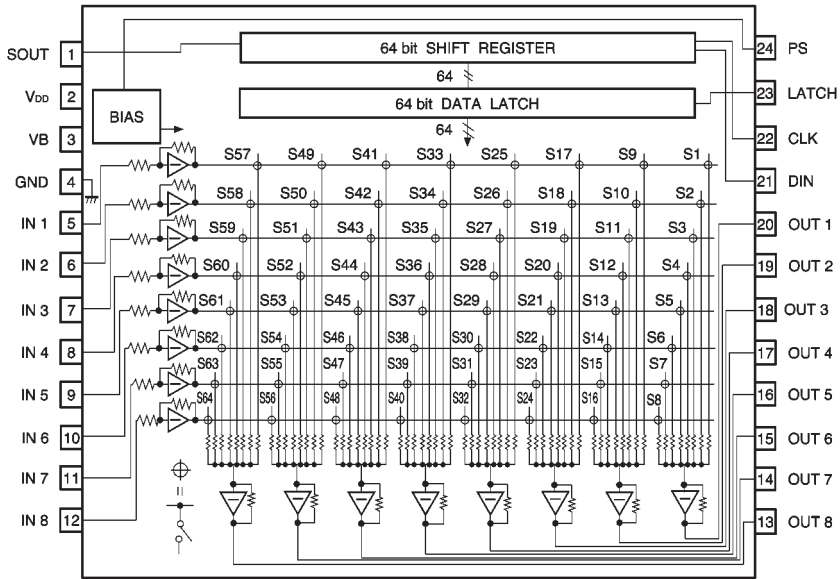 64 bit SHIFT REGISTER
64
64 bit DATA LATCH
64
BIAS
SOUT 1
VDD 2
VB 3
GND 4
IN 1 5
IN 2 6
IN 3 7
IN 4 8
IN 5 9
IN 6 10
IN 7 11
IN 8 12
24 PS
23 LATCH
22 CLK
21 DIN
20 OUT 1
19 OUT 2
18 OUT 3
17 OUT 4
16 OUT 5
15 OUT 6
14 OUT 7
13 OUT 8
S57 S49 S41 S33 S25 S17 S9 S1
S58 S50 S42 S34 S26 S18 S10 S2
S59 S51 S43 S35 S27 S19 S11 S3
S60 S52 S44 S36 S28 S20 S12 S4
S61 S53 S45 S37 S29 S21 S13 S5
S62 S54 S46 S38 S30 S22 S14 S6
S63 S55 S47 S39 S31 S23 S15 S7
S64 S56 S48 S40 S32 S24 S16 S8